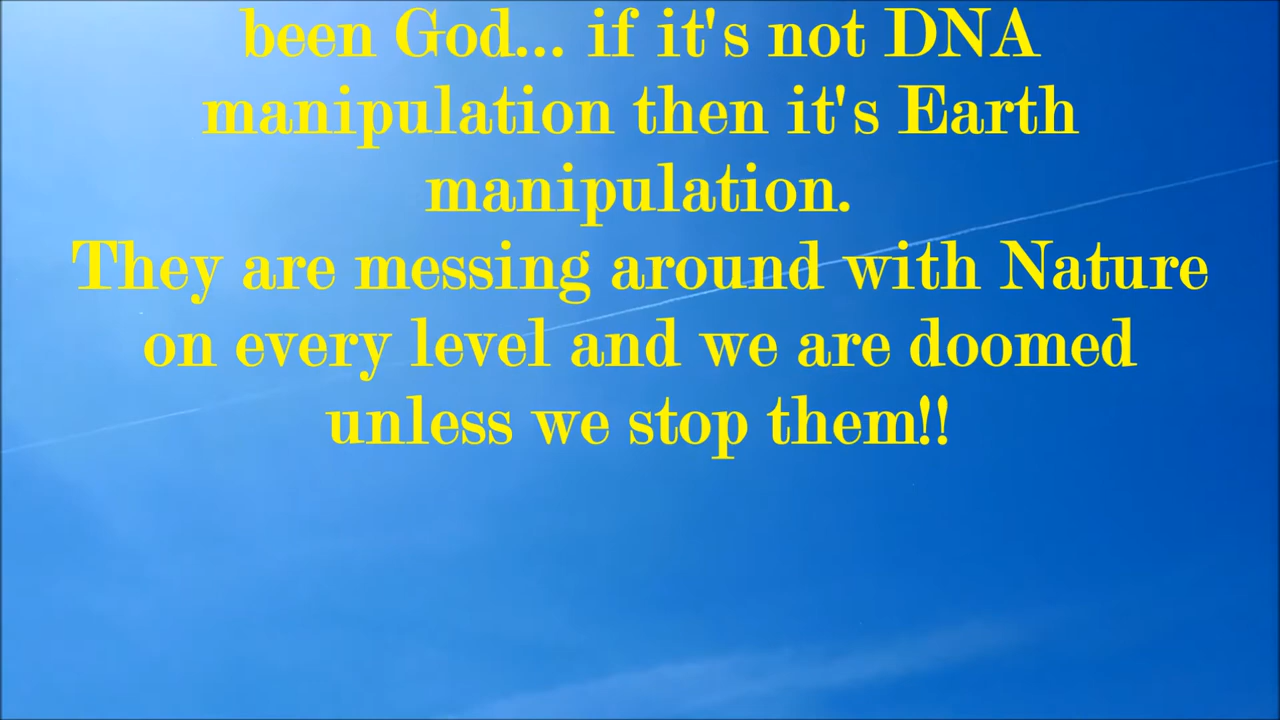 been God... if it's not DNA
manipulation then it's Earth
manipulation.
They are messing around with Nature
on every level and we are doomed
unless we stop them!!